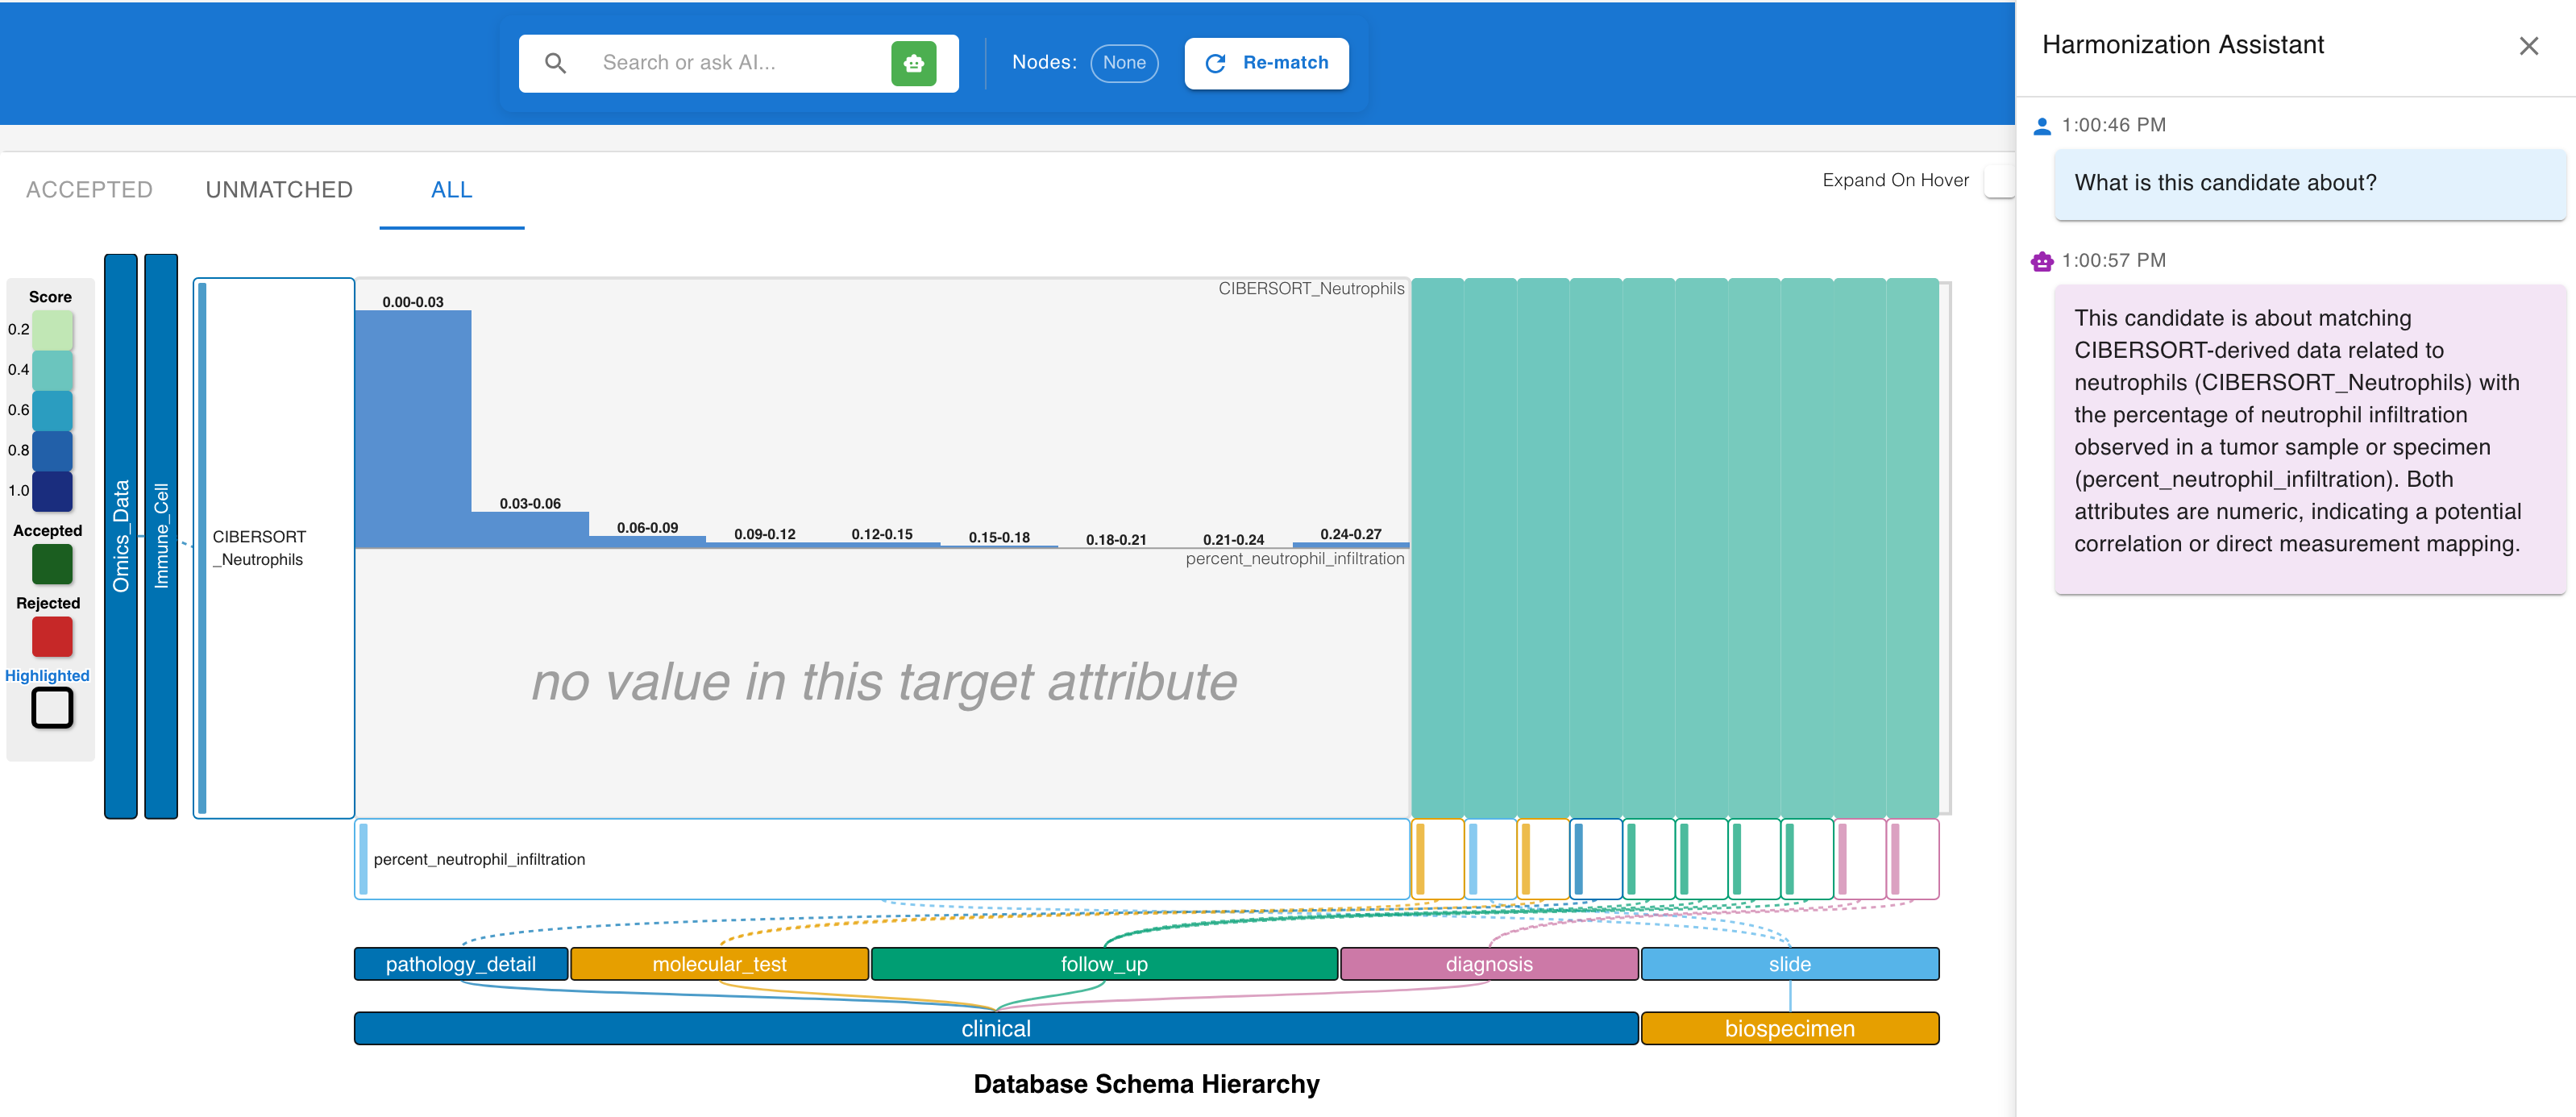 Search or ask AI...
Nodes:
None
Re-match
Harmonization Assistant
1:00:46 PM
What is this candidate about?
1:00:57 PM
This candidate is about matching
CIBERSORT-derived data related to
neutrophils (CIBERSORT_Neutrophils) with
the percentage of neutrophil infiltration
observed in a tumor sample or specimen
(percent_neutrophil_infiltration). Both
attributes are numeric, indicating a potential
correlation or direct measurement mapping.
ACCEPTED
UNMATCHED
ALL
Expand On Hover
Score
0.2
0.4
0.6
0.8
1.0
Accepted
Rejected
Highlighted
Omics_Data
Immune_Cell
CIBERSORT
_Neutrophils
CIBERSORT_Neutrophils
0.00-0.03
0.03-0.06
0.06-0.09
0.09-0.12
0.12-0.15
0.15-0.18
0.18-0.21
0.21-0.24
0.24-0.27
percent_neutrophil_infiltration
no value in this target attribute
percent_neutrophil_infiltration
pathology_detail
molecular_test
follow_up
diagnosis
slide
clinical
biospecimen
Database Schema Hierarchy